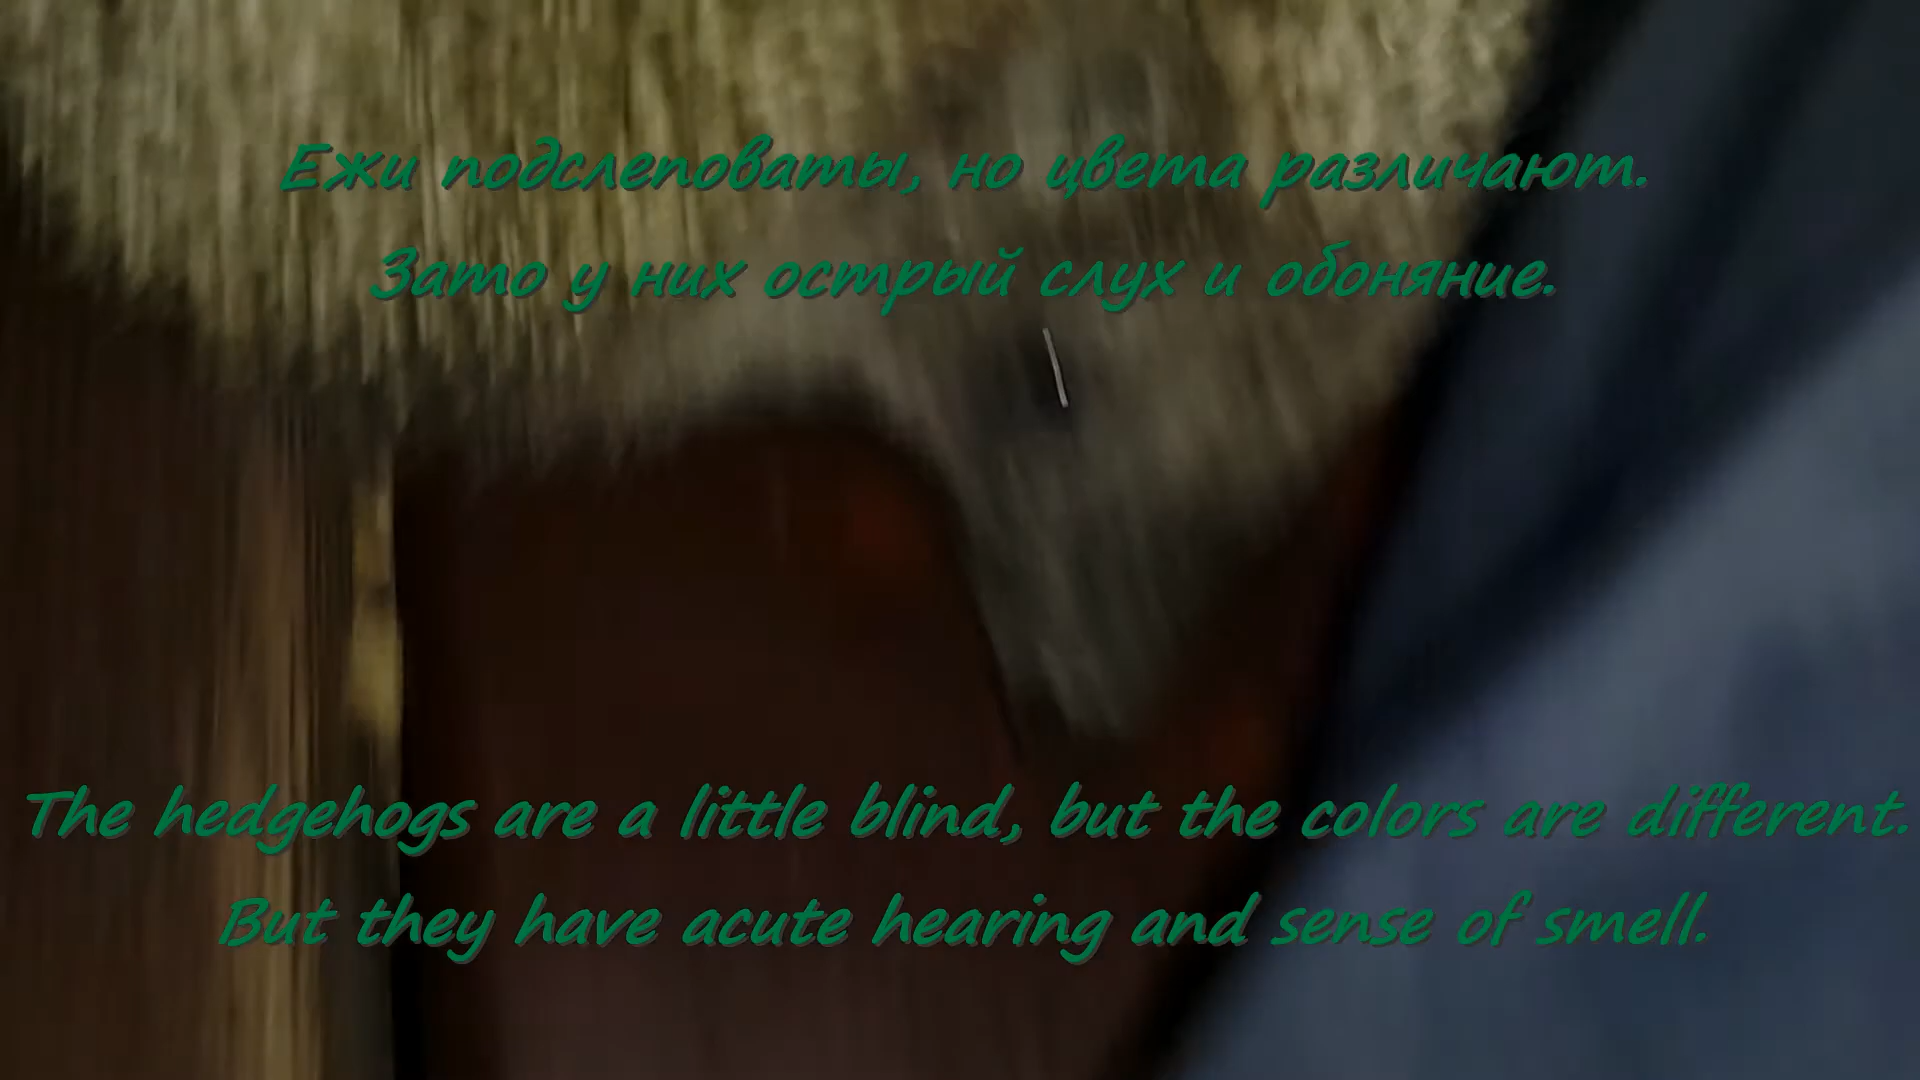 Ежи подслеповаты, но цвета различают.
Зато у них острый слух и обоняние.
The hedgehogs are a little blind, but the colors are different.
But they have acute hearing and sense of smell.